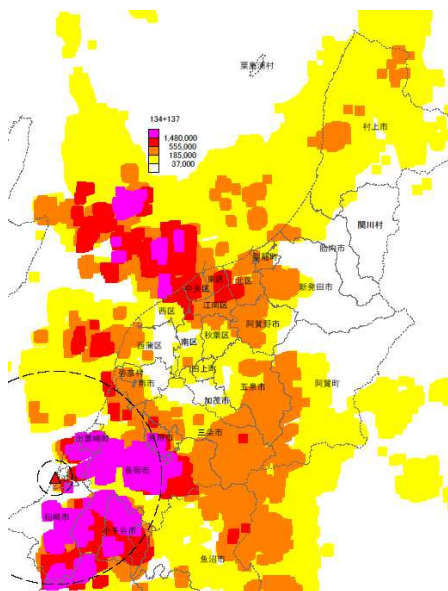 粟島浦村
134+137
1,480,000
555,000
185,000
37,000
村上市
関川村
胎内市
聖籠町
東区
北区
新発田市
中央区
西区
江南区
秋葉区
阿賀野市
西蒲区
南区
弥彦村
燕市
田上町
五泉市
阿賀町
加茂市
三条市
出雲崎町
見附市
長岡市
柏崎市
小千谷市
魚沼市